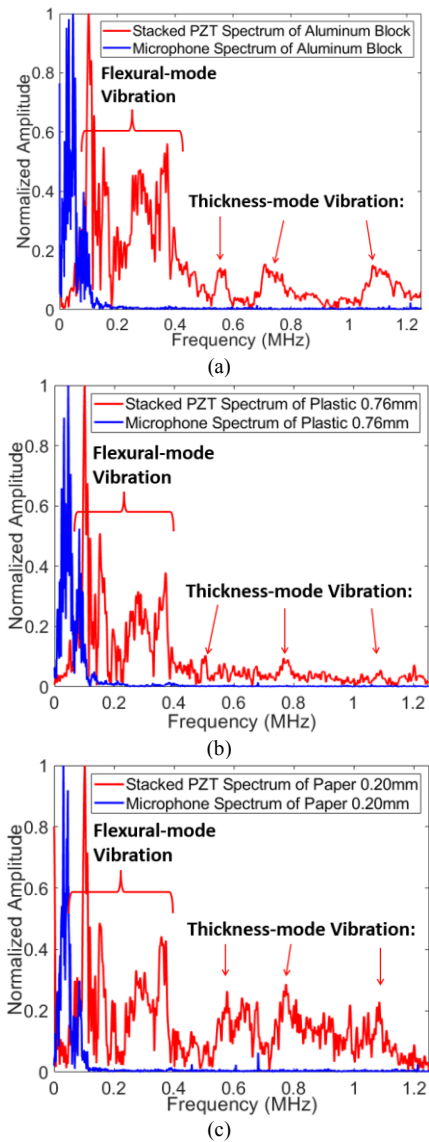 Stacked PZT Spectrum of Aluminum Block
Microphone Spectrum of Aluminum Block
Flexural-mode
Vibration
Thickness-mode Vibration:
Normalized Amplitude
1
0.8
0.6
0.4
0.2
0
0
0.2
0.4
0.6
0.8
1
1.2
Frequency (MHz)
(a)
Stacked PZT Spectrum of Plastic 0.76mm
Microphone Spectrum of Plastic 0.76mm
Flexural-mode
Vibration
Thickness-mode Vibration:
Normalized Amplitude
1
0.8
0.6
0.4
0.2
0
0
0.2
0.4
0.6
0.8
1
1.2
Frequency (MHz)
(b)
Stacked PZT Spectrum of Paper 0.20mm
Microphone Spectrum of Paper 0.20mm
Flexural-mode
Vibration
Thickness-mode Vibration:
Normalized Amplitude
1
0.8
0.6
0.4
0.2
0
0
0.2
0.4
0.6
0.8
1
1.2
Frequency (MHz)
(c)